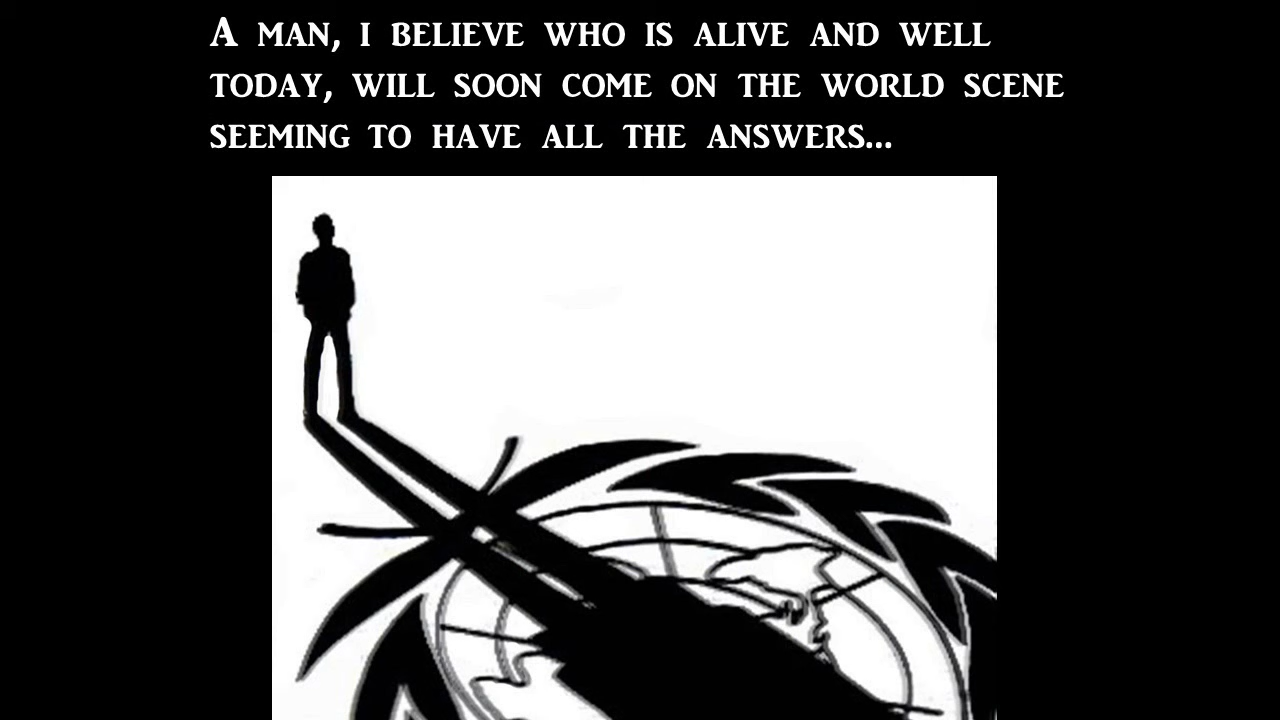 A man, i believe who is alive and well
today, will soon come on the world scene
seeming to have all the answers...